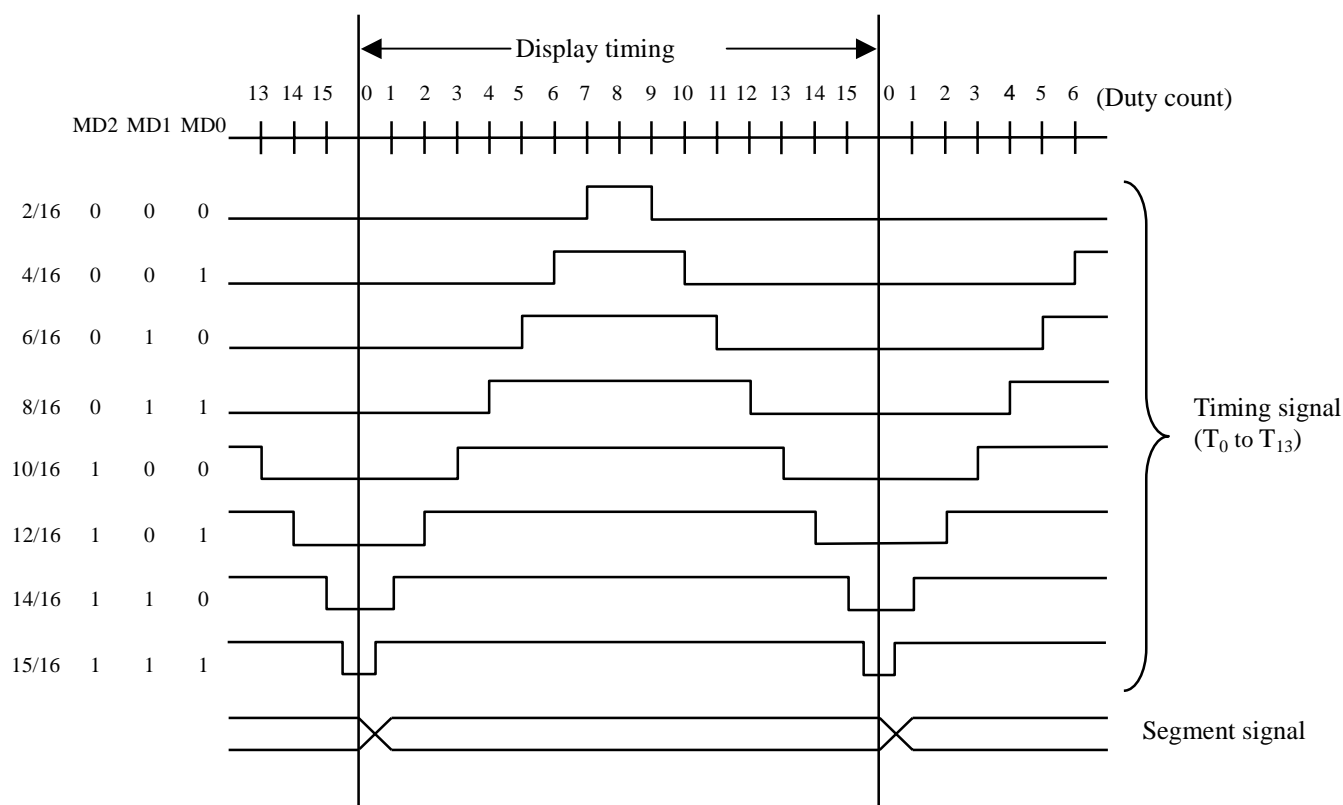 Display timing
13 14 15 0 1 2 3 4 5 6 7 8 9 10 11 12 13 14 15 0 1 2 3 4 5 6 (Duty count)
MD2 MD1 MD0
2/16 0 0 0
4/16 0 0 1
6/16 0 1 0
8/16 0 1 1
Timing signal
(T0 to T13)
10/16 1 0 0
12/16 1 0 1
14/16 1 1 0
15/16 1 1 1
Segment signal